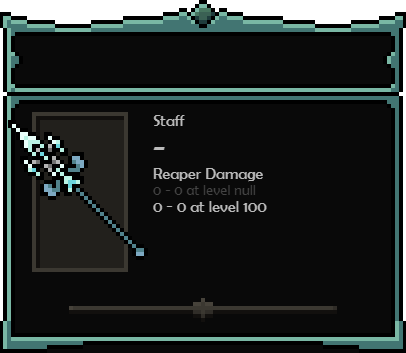 Staff
–
Reaper Damage
0 - 0 at level null
0 - 0 at level 100